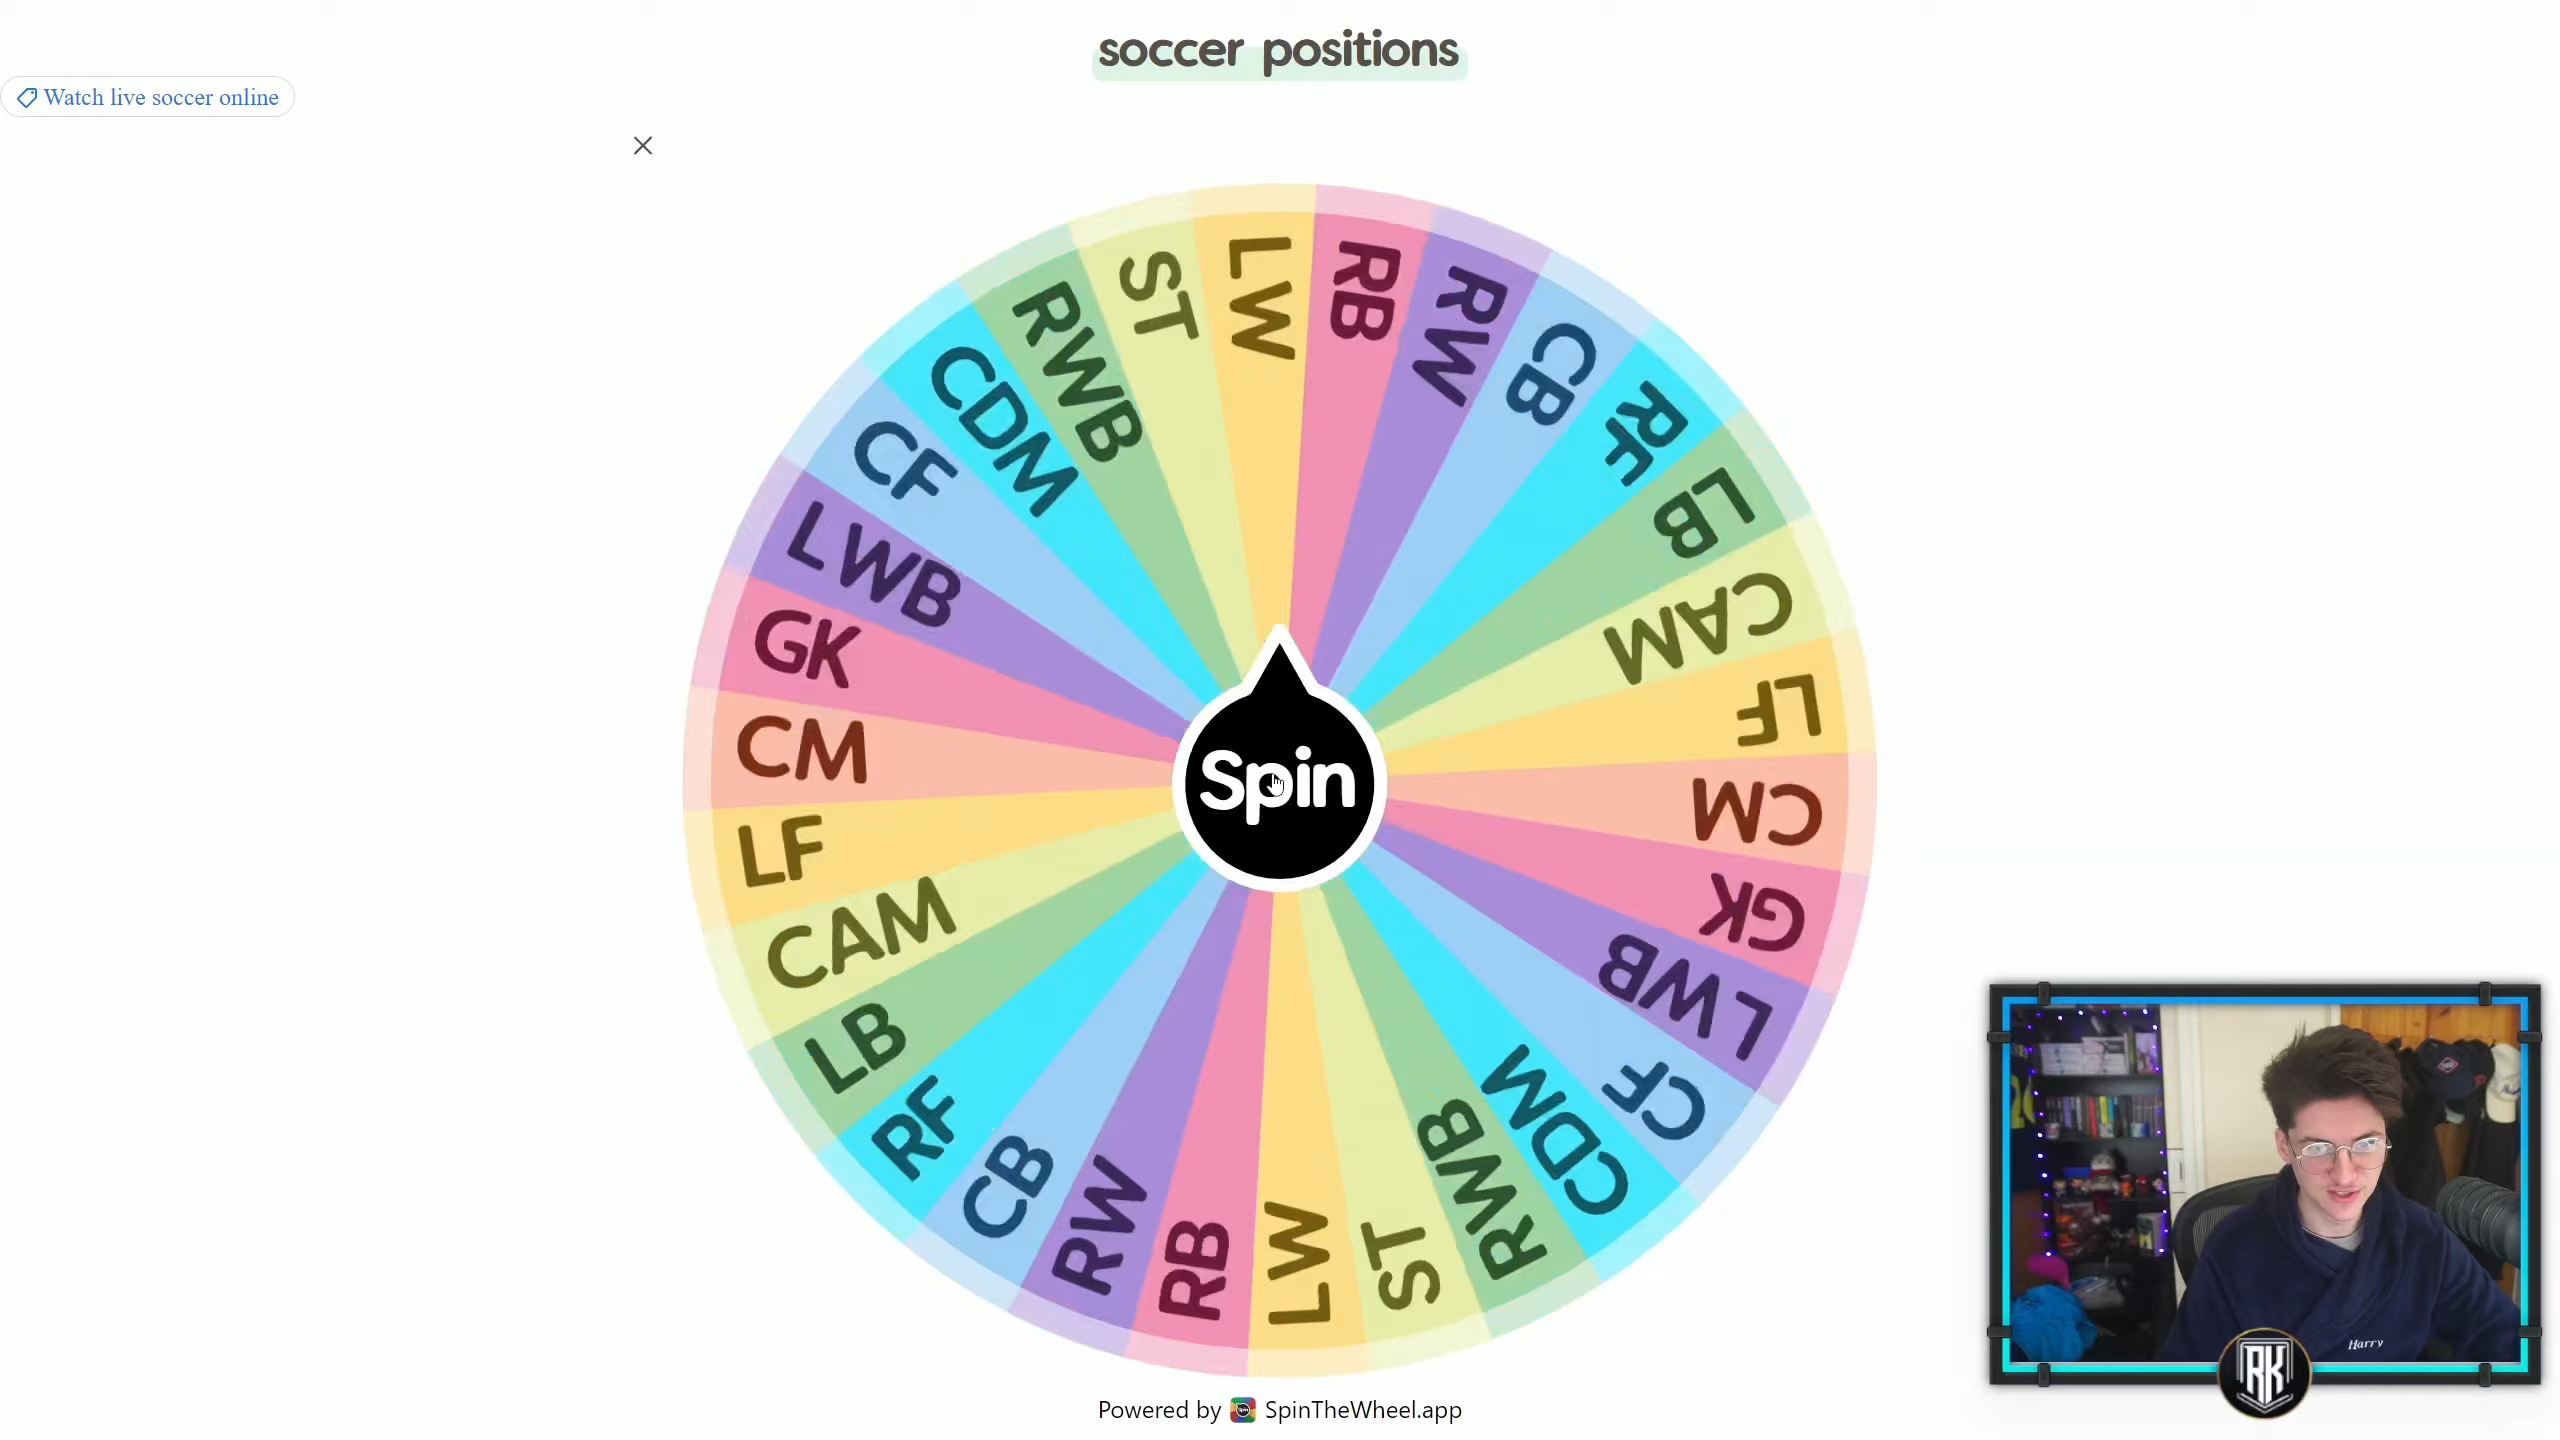 soccer positions
Watch live soccer online
LW
RB
RW
CB
RF
LB
CAM
LF
CM
GK
LWB
CF
CDM
RWB
ST
LW
RB
RW
CB
RF
LB
CAM
LF
CM
GK
LWB
CF
CDM
RWB
ST
Spin
Harry
RK
Powered by SpinTheWheel.app